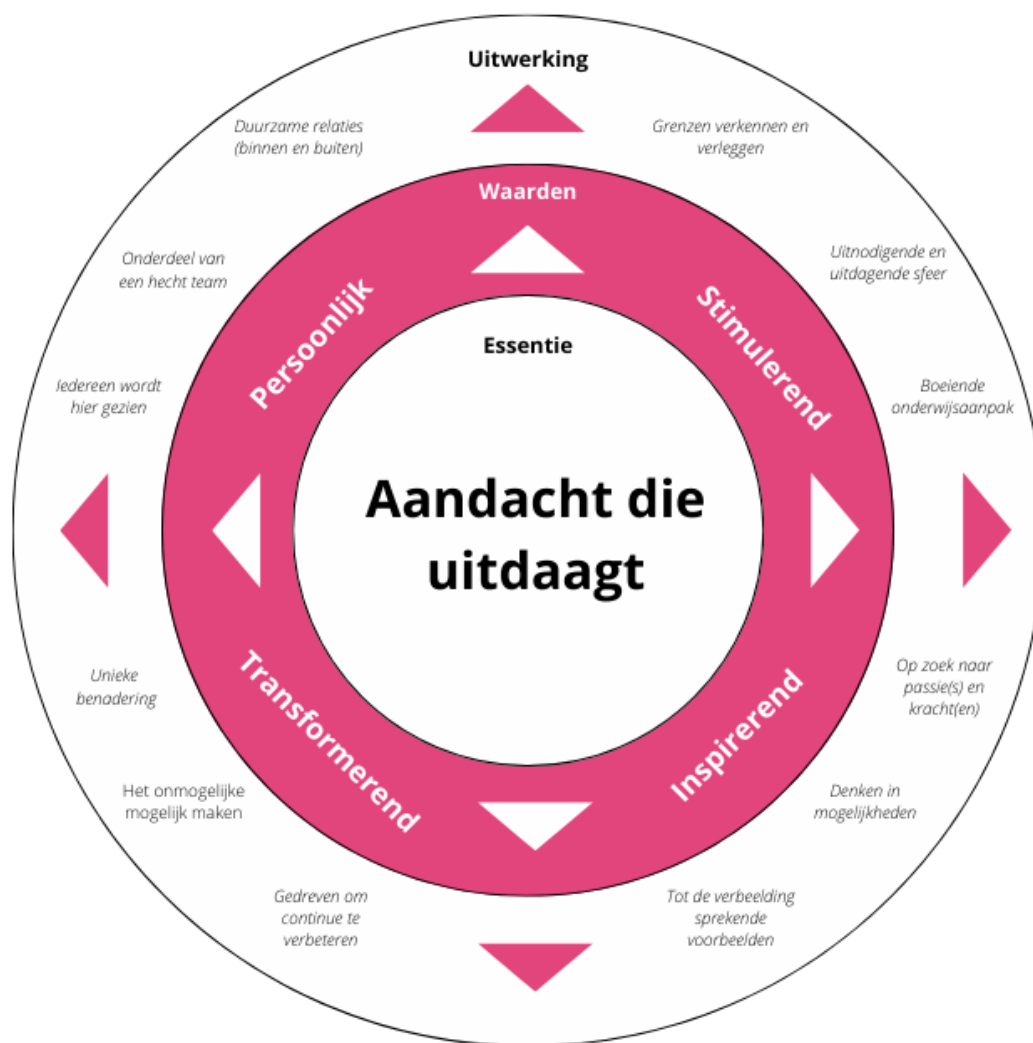 Uitwerking
Duurzame relaties
(binnen en buiten)
Grenzen verkennen en
verleggen
Waarden
Onderdeel van
een hecht team
Uitnodigende en
uitdagende sfeer
Persoonlijk
Stimulerend
Essentie
Iedereen wordt
hier gezien
Boeiende
onderwijsaanpak
Aandacht die
uitdaagt
Unieke
benadering
Op zoek naar
passie(s) en
kracht(en)
Transformerend
Inspirerend
Het onmogelijke
mogelijk maken
Denken in
mogelijkheden
Gedreven om
continue te
verbeteren
Tot de verbeelding
sprekende
voorbeelden